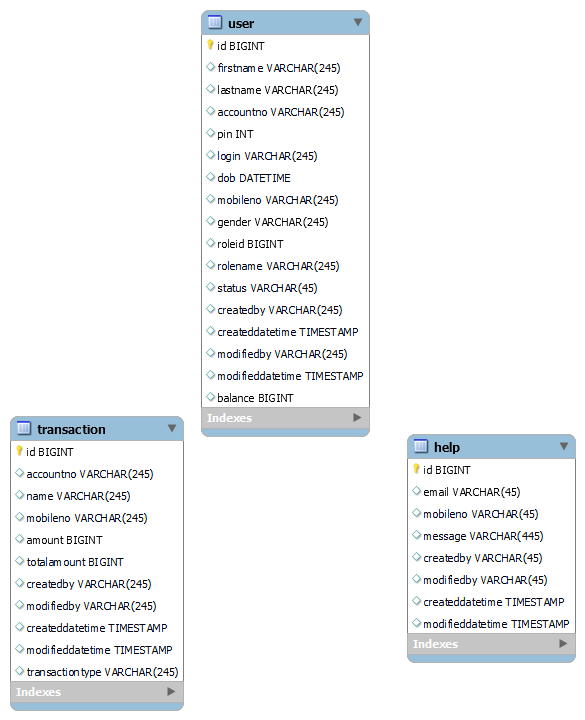 user
id BIGINT
firstname VARCHAR(245)
lastname VARCHAR(245)
accountno VARCHAR(245)
pin INT
login VARCHAR(245)
dob DATETIME
mobileno VARCHAR(245)
gender VARCHAR(245)
roleid BIGINT
rolename VARCHAR(245)
status VARCHAR(45)
createdby VARCHAR(245)
createddatetime TIMESTAMP
modifiedby VARCHAR(245)
modifieddatetime TIMESTAMP
balance BIGINT
Indexes
transaction
id BIGINT
accountno VARCHAR(245)
name VARCHAR(245)
mobileno VARCHAR(245)
amount BIGINT
totalamount BIGINT
createdby VARCHAR(245)
modifiedby VARCHAR(245)
createddatetime TIMESTAMP
modifieddatetime TIMESTAMP
transactiontype VARCHAR(245)
Indexes
help
id BIGINT
email VARCHAR(45)
mobileno VARCHAR(45)
message VARCHAR(445)
createdby VARCHAR(45)
modifiedby VARCHAR(45)
createddatetime TIMESTAMP
modifieddatetime TIMESTAMP
Indexes